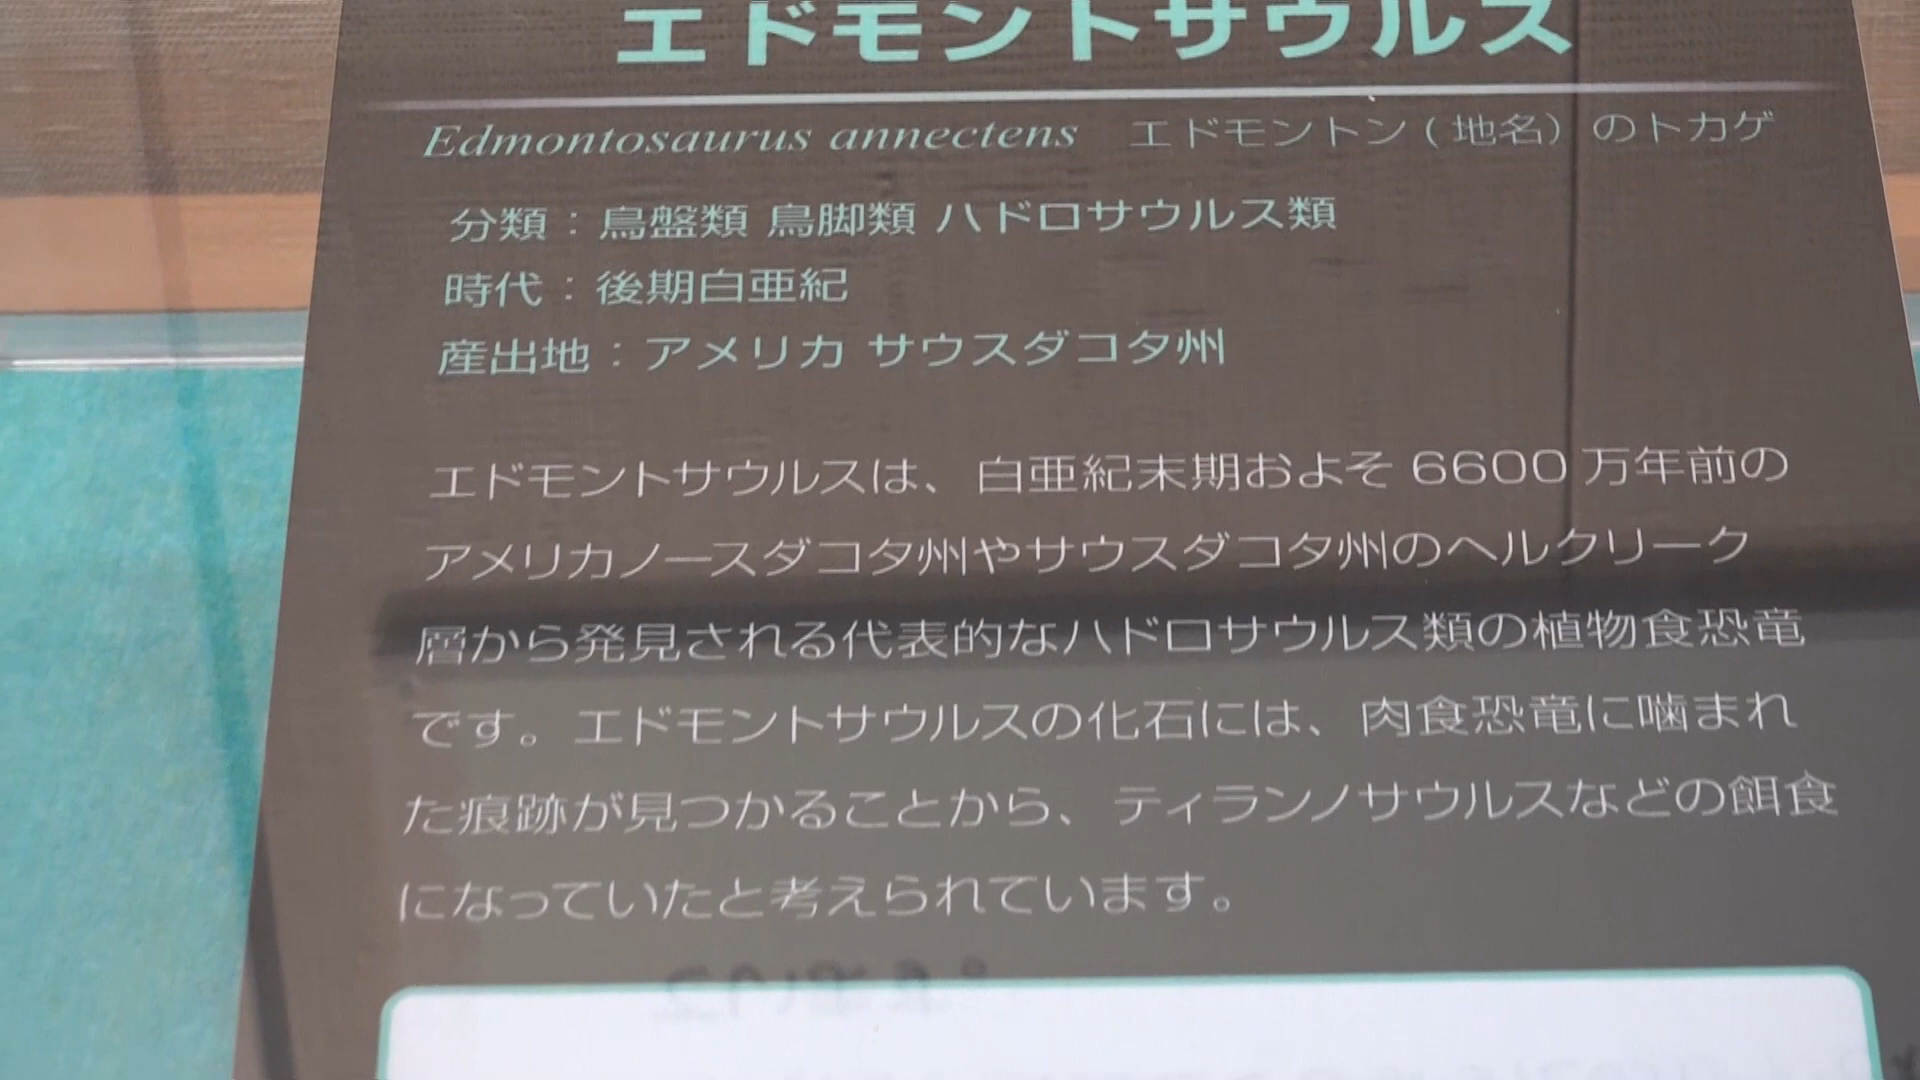 エドモントサウルス
Edmontosaurus annectens エドモントン(地名)のトカゲ
分類:鳥盤類 鳥脚類 ハドロサウルス類
時代:後期白亜紀
産出地:アメリカ サウスダコタ州
エドモントサウルスは、白亜紀末期およそ6600万年前の
アメリカノースダコタ州やサウスダコタ州のヘルクリーク
層から発見される代表的なハドロサウルス類の植物食恐竜
です。エドモントサウルスの化石には、肉食恐竜に噛まれ
た痕跡が見つかることから、ティランノサウルスなどの餌食
になっていたと考えられています。